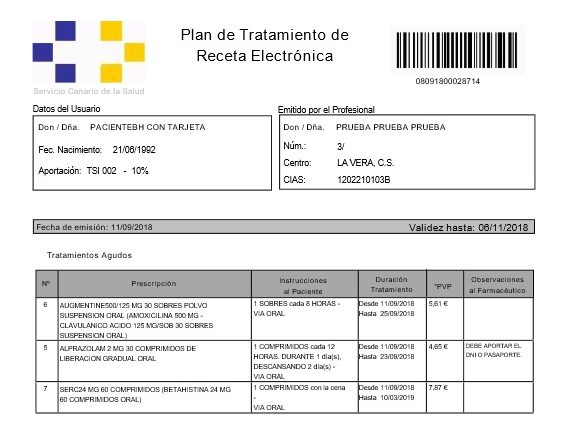 Plan de Tratamiento de
Receta Electrónica
Servicio Canario de la Salud
08091800028714
Datos del Usuario
Emitido por el Profesional
Don / Dña. PACIENTEBH CON TARJETA
Fec. Nacimiento: 21/06/1992
Aportación: TSI 002 - 10%
Don / Dña. PRUEBA PRUEBA PRUEBA
Núm.: 3/
Centro: LA VERA, C.S.
CIAS: 1202210103B
Fecha de emisión: 11/09/2018 Validez hasta: 06/11/2018
Tratamientos Agudos
Nº Prescripción Instrucciones al Paciente Duración Tratamiento *PVP Observaciones al Farmacéutico
6
AUGMENTINE500/125 MG 30 SOBRES POLVO
SUSPENSION ORAL (AMOXICILINA 500 MG -
CLAVULANICO ACIDO 125 MG/SOB 30 SOBRES
SUSPENSION ORAL)
1 SOBRES cada 8 HORAS -
VIA ORAL
Desde 11/09/2018
Hasta 25/09/2018
5,61 €
5
ALPRAZOLAM 2 MG 30 COMPRIMIDOS DE
LIBERACION GRADUAL ORAL
1 COMPRIMIDOS cada 12
HORAS. DURANTE 1 día(s),
DESCANSANDO 2 día(s) -
VIA ORAL
Desde 11/09/2018
Hasta 23/09/2018
4,65 €
DEBE APORTAR EL
DNI O PASAPORTE.
7
SERC24 MG 60 COMPRIMIDOS (BETAHISTINA 24 MG
60 COMPRIMIDOS ORAL)
1 COMPRIMIDOS con la cena
-
VIA ORAL
Desde 11/09/2018
Hasta 10/03/2019
7,87 €